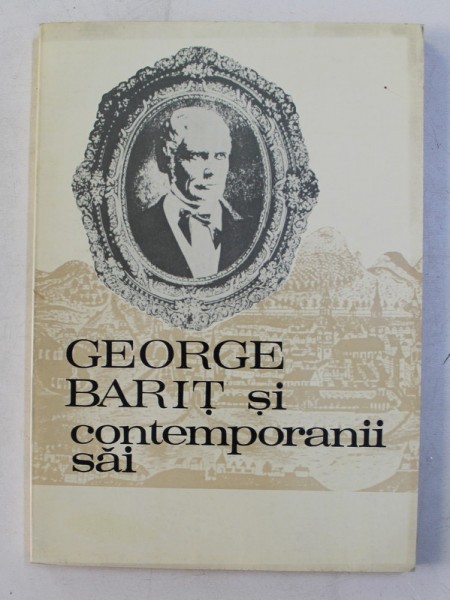 GEORGE
BARIȚ și
contemporanii
săi